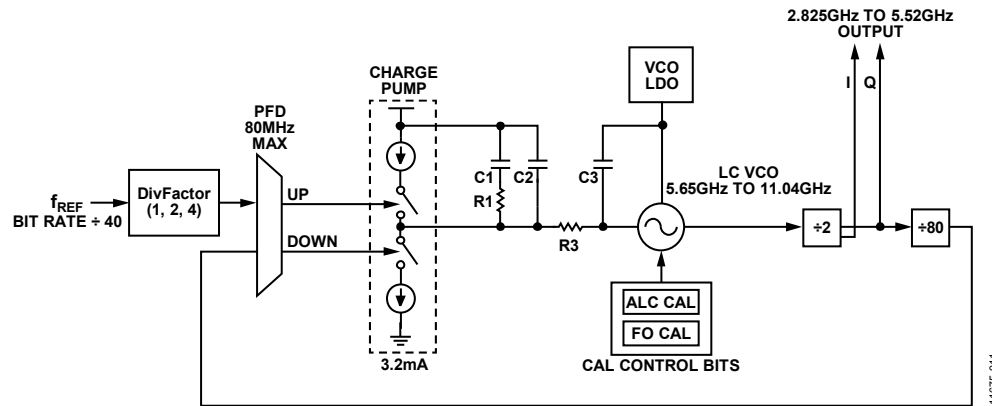 2.825GHz TO 5.52GHz
OUTPUT
I
Q
VCO
LDO
CHARGE
PUMP
PFD
80MHz
MAX
C1
C2
C3
LC VCO
5.65GHz TO 11.04GHz
fREF
BIT RATE ÷ 40
DivFactor
(1, 2, 4)
UP
R1
DOWN
R3
÷2
÷80
ALC CAL
FO CAL
3.2mA
CAL CONTROL BITS